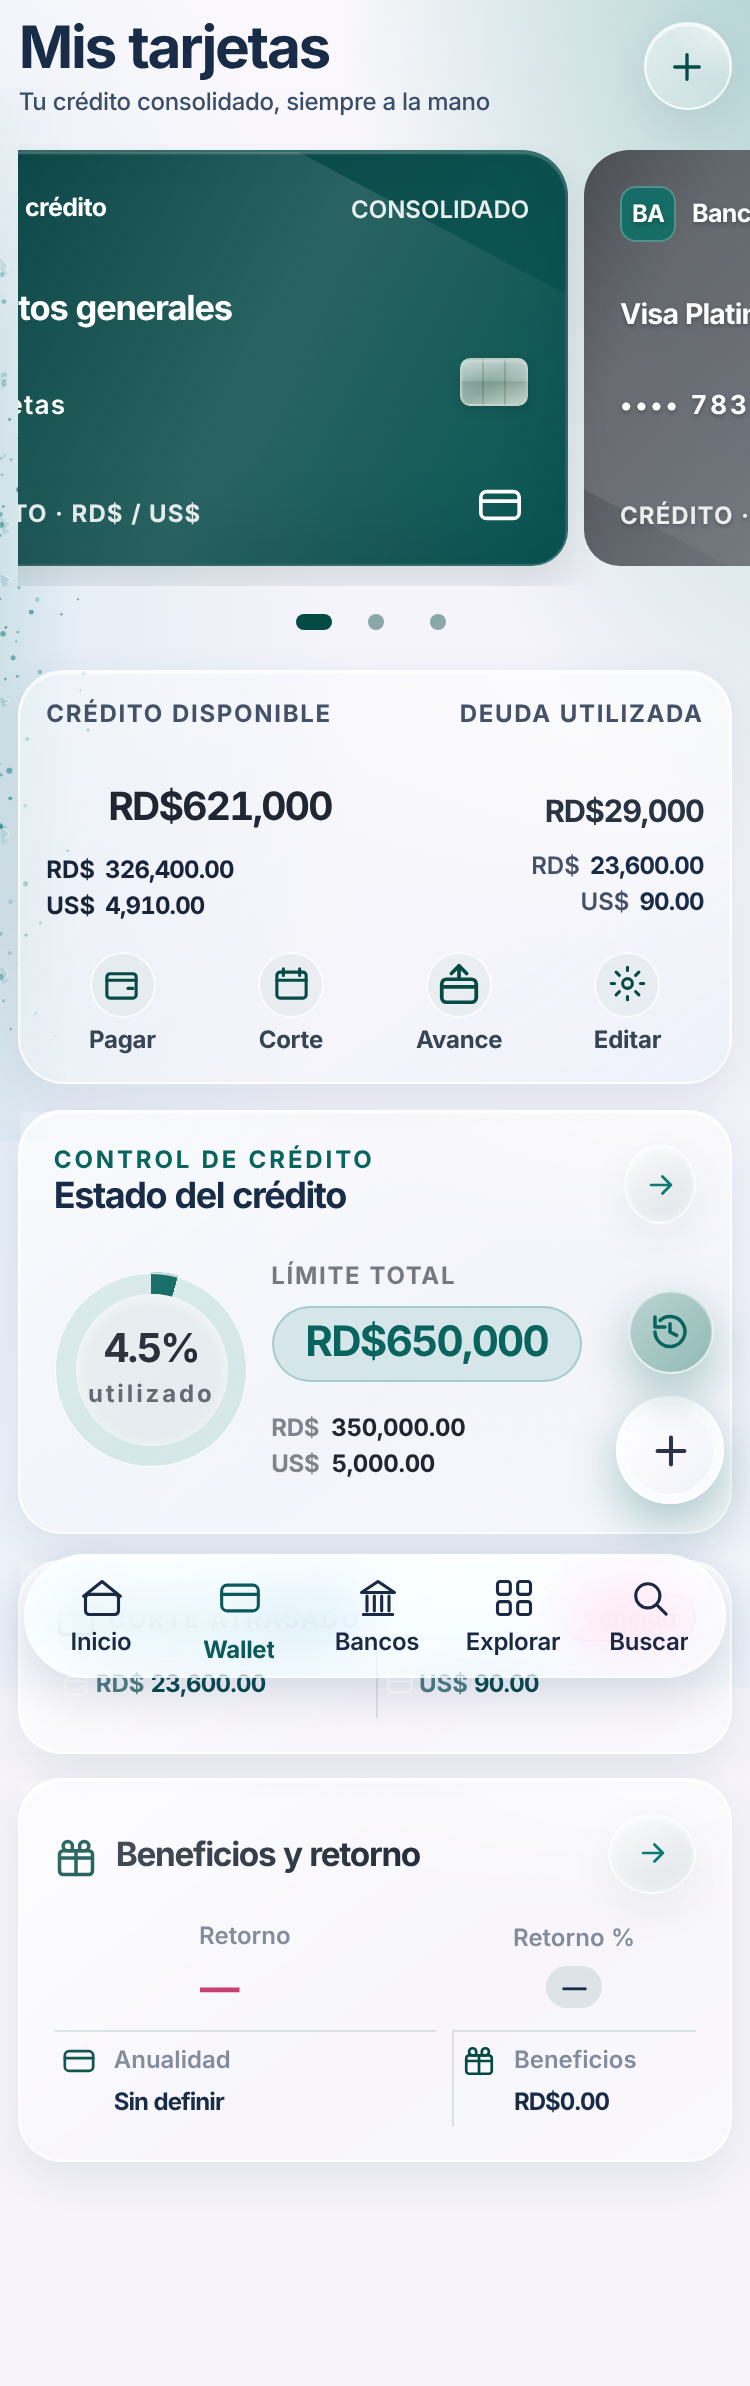 Mis tarjetas
Tu crédito consolidado, siempre a la mano
crédito
CONSOLIDADO
tos generales
etas
TO · RD$ / US$
BA Banc
Visa Platin
•••• 783
CRÉDITO ·
CRÉDITO DISPONIBLE
DEUDA UTILIZADA
RD$621,000
RD$29,000
RD$ 326,400.00
US$ 4,910.00
RD$ 23,600.00
US$ 90.00
Pagar
Corte
Avance
Editar
CONTROL DE CRÉDITO
Estado del crédito
4.5%
utilizado
LÍMITE TOTAL
RD$650,000
RD$ 350,000.00
US$ 5,000.00
CORTE ATRASADO
Vencido
Inicio
Wallet
Bancos
Explorar
Buscar
RD$ 23,600.00
US$ 90.00
Beneficios y retorno
Retorno
—
Retorno %
—
Anualidad
Sin definir
Beneficios
RD$0.00